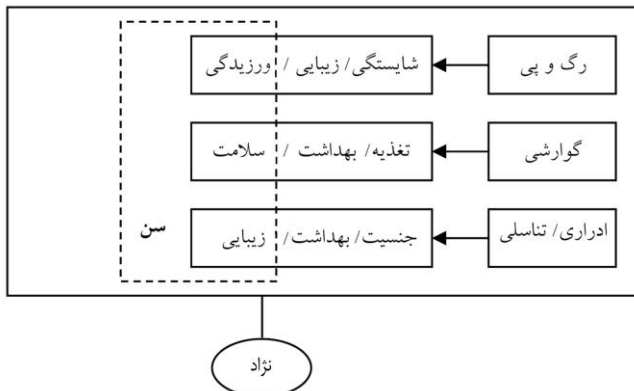 رگ و پی
شایستگی/ زیبایی / ورزیدگی
گوارشی
تغذیه/ بهداشت / سلامت
ادراری/ تناسلی
جنسیت/ بهداشت/ زیبایی
سن
نژاد